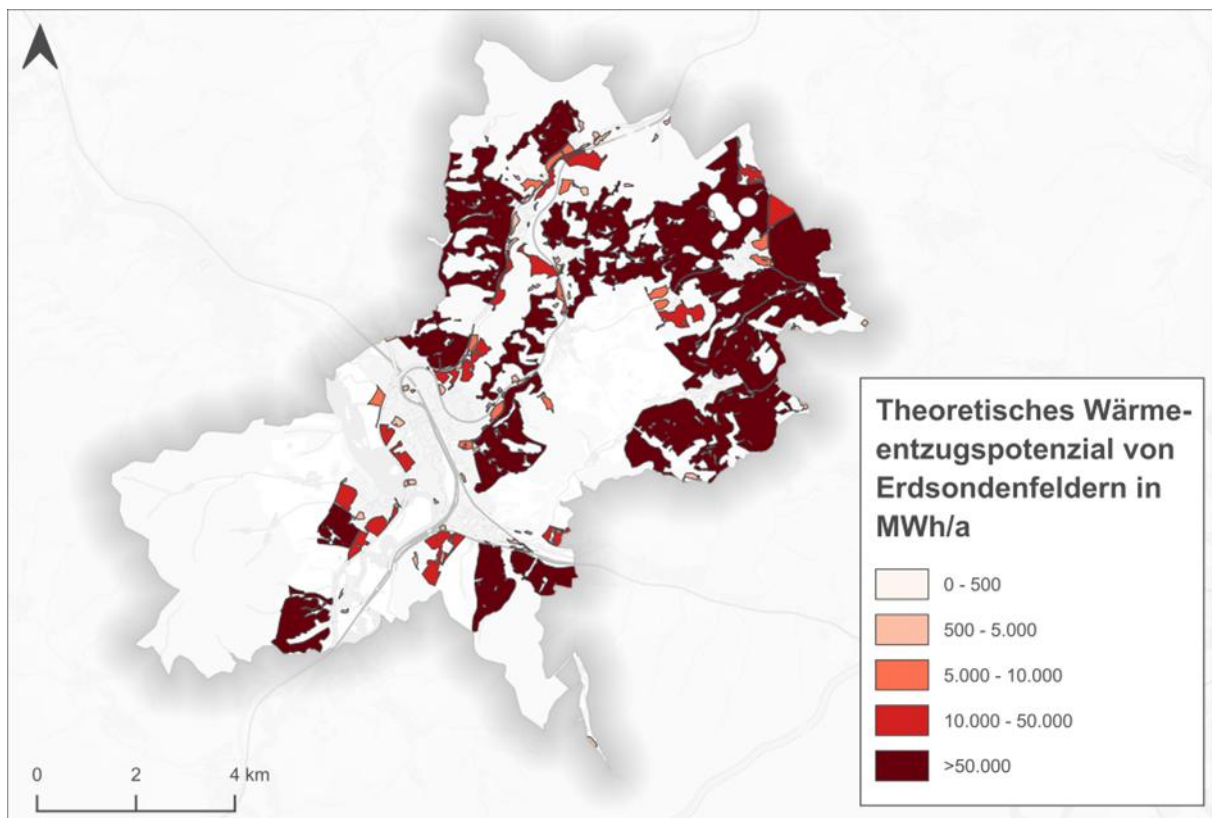 Theoretisches Wärme-
entzugspotenzial von
Erdsondenfeldern in
MWh/a
0 - 500
500 - 5.000
5.000 - 10.000
10.000 - 50.000
>50.000
0 2 4 km